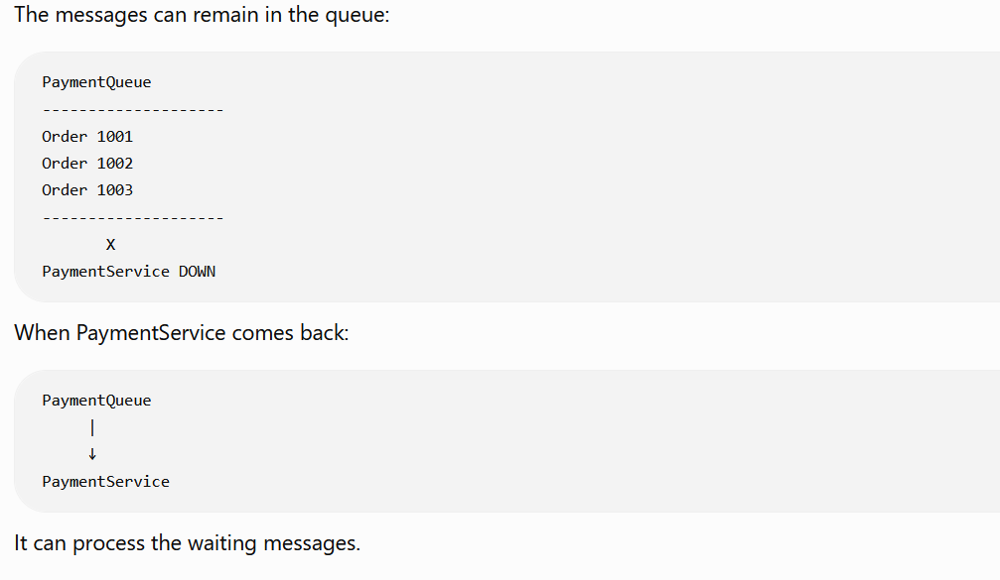 The messages can remain in the queue:
PaymentQueue
--------------------
Order 1001
Order 1002
Order 1003
--------------------
X
PaymentService DOWN
When PaymentService comes back:
PaymentQueue
|
↓
PaymentService
It can process the waiting messages.